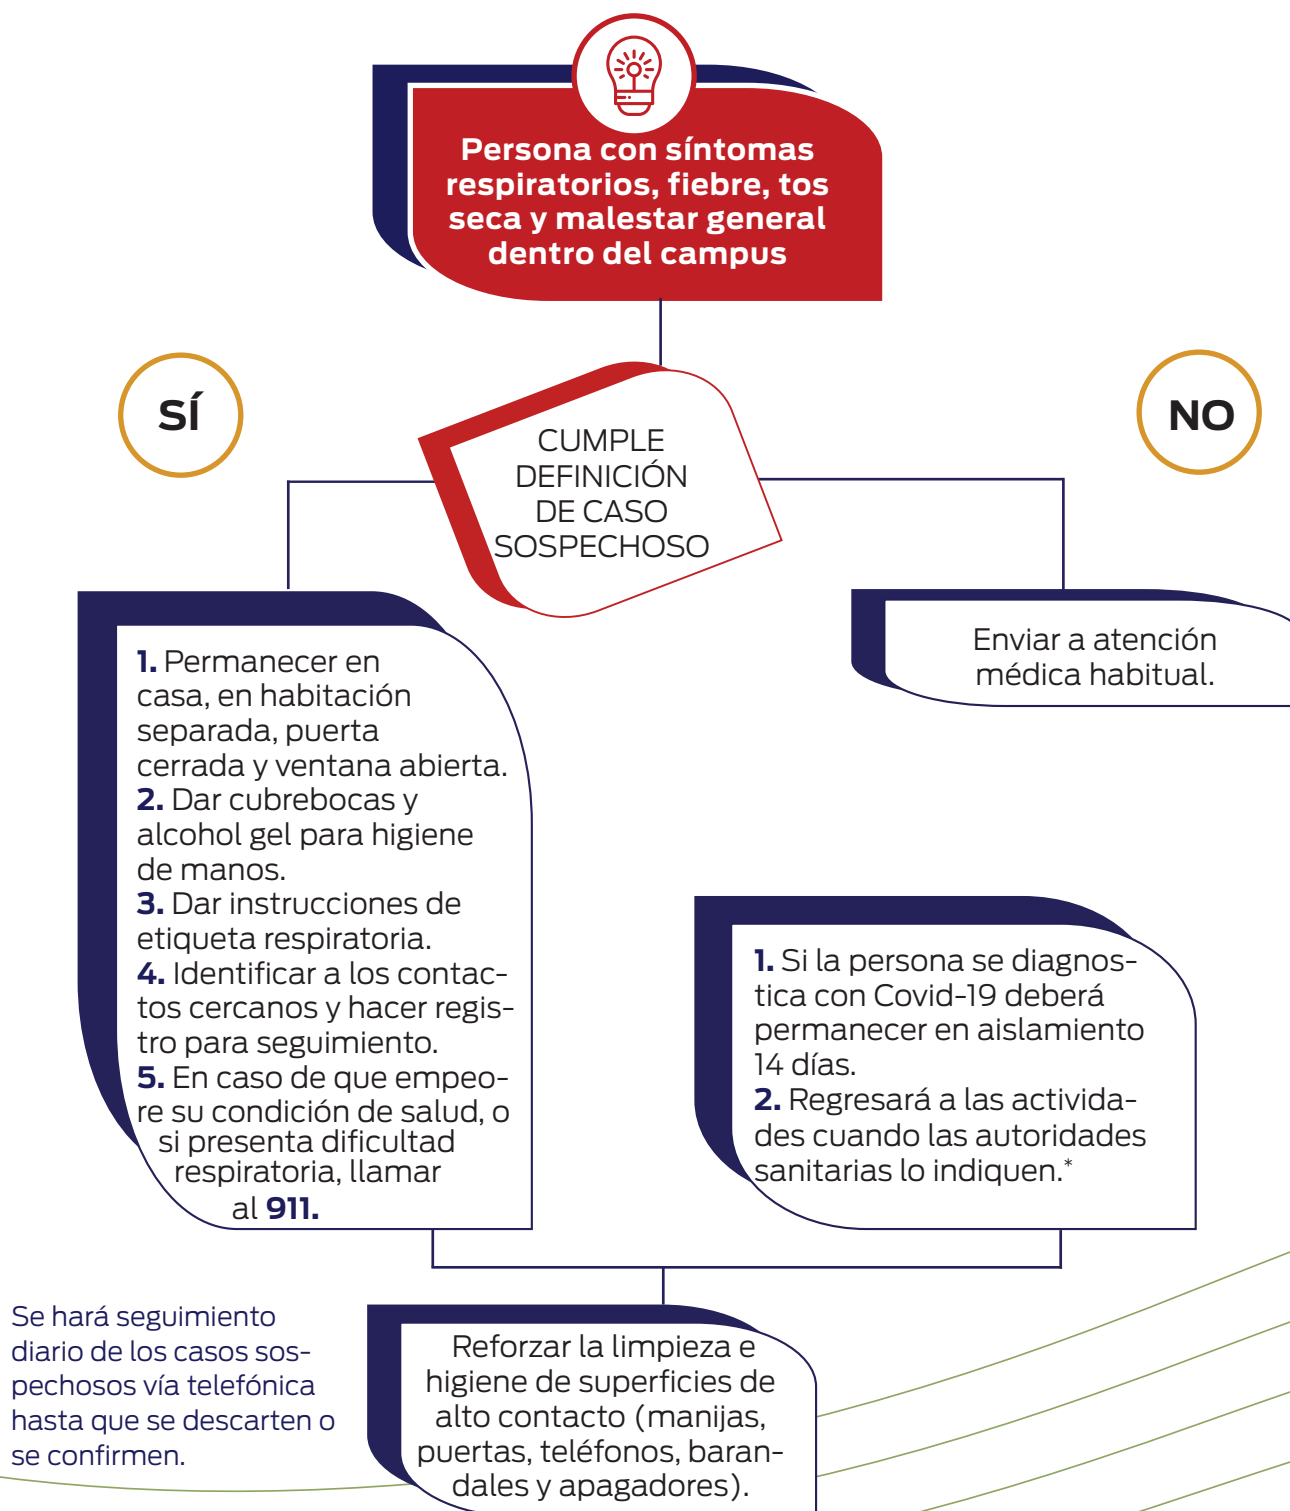 Persona con síntomas
respiratorios, fiebre, tos
seca y malestar general
dentro del campus
SÍ
NO
CUMPLE
DEFINICIÓN
DE CASO
SOSPECHOSO
1. Permanecer en
casa, en habitación
separada, puerta
cerrada y ventana abierta.
2. Dar cubrebocas y
alcohol gel para higiene
de manos.
3. Dar instrucciones de
etiqueta respiratoria.
4. Identificar a los contac-
tos cercanos y hacer regis-
tro para seguimiento.
5. En caso de que empeo-
re su condición de salud, o
si presenta dificultad
respiratoria, llamar
al 911.
Enviar a atención
médica habitual.
1. Si la persona se diagnos-
tica con Covid-19 deberá
permanecer en aislamiento
14 días.
2. Regresará a las activida-
des cuando las autoridades
sanitarias lo indiquen.*
Se hará seguimiento
diario de los casos sos-
pechosos vía telefónica
hasta que se descarten o
se confirmen.
Reforzar la limpieza e
higiene de superficies de
alto contacto (manijas,
puertas, teléfonos, baran-
dales y apagadores).